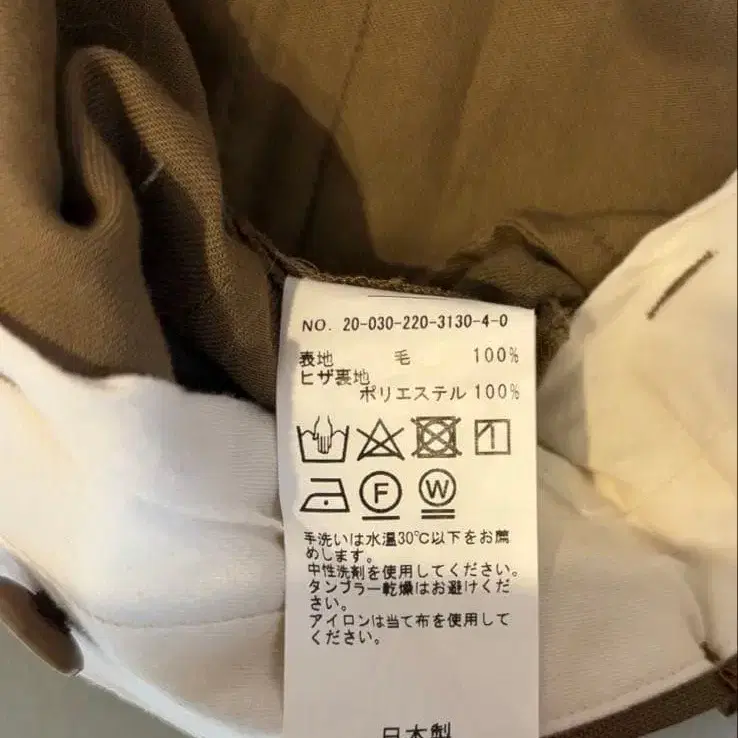 NO. 20-030-220-3130-4-0
表地 毛 100%
ヒザ裏地
ポリエステル 100%
F W
手洗いは水温30℃以下をお薦
めします。
中性洗剤を使用してください。
タンブラー乾燥はお避けくだ
さい。
アイロンは当て布を使用して
ください。
日本製